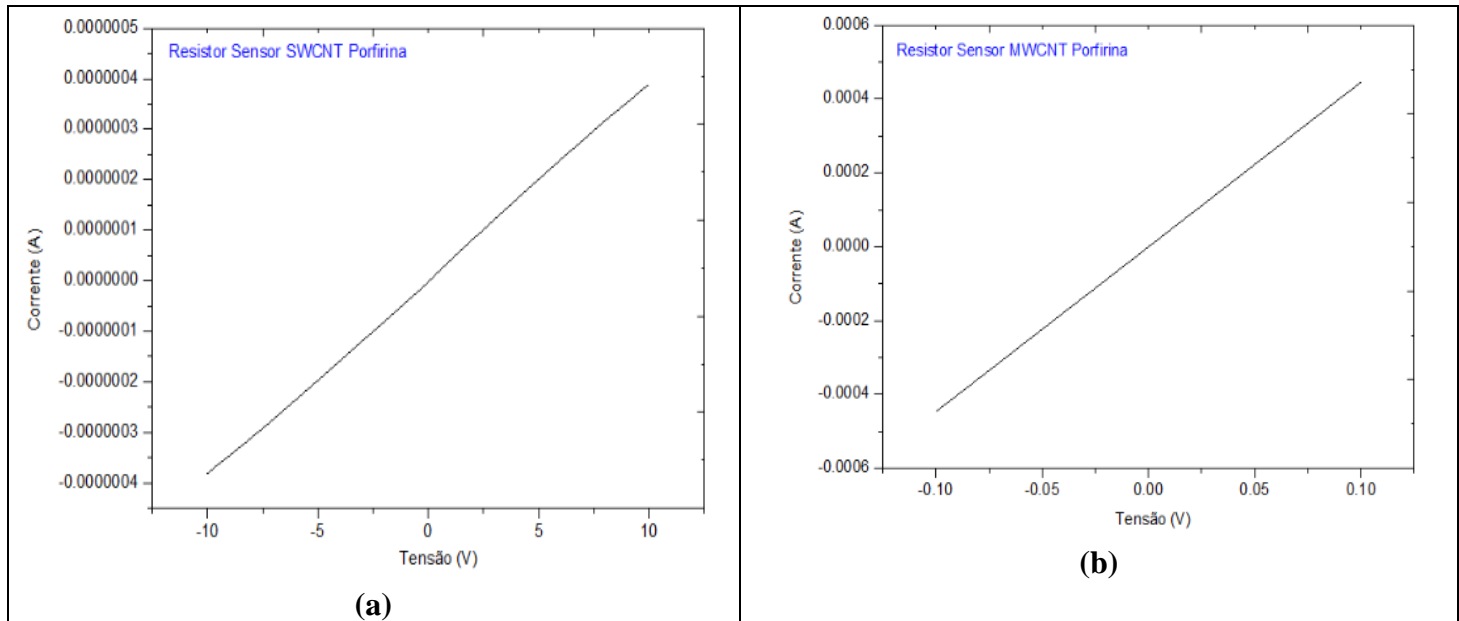 Resistor Sensor SWCNT Porfirina
0.0000005
0.0000004
0.0000003
0.0000002
0.0000001
0.0000000
-0.0000001
-0.0000002
-0.0000003
-0.0000004
Corrente (A)
-10 -5 0 5 10
Tensão (V)
(a)
Resistor Sensor MWCNT Porfirina
0.0006
0.0004
0.0002
0.0000
-0.0002
-0.0004
-0.0006
Corrente (A)
-0.10 -0.05 0.00 0.05 0.10
Tensão (V)
(b)